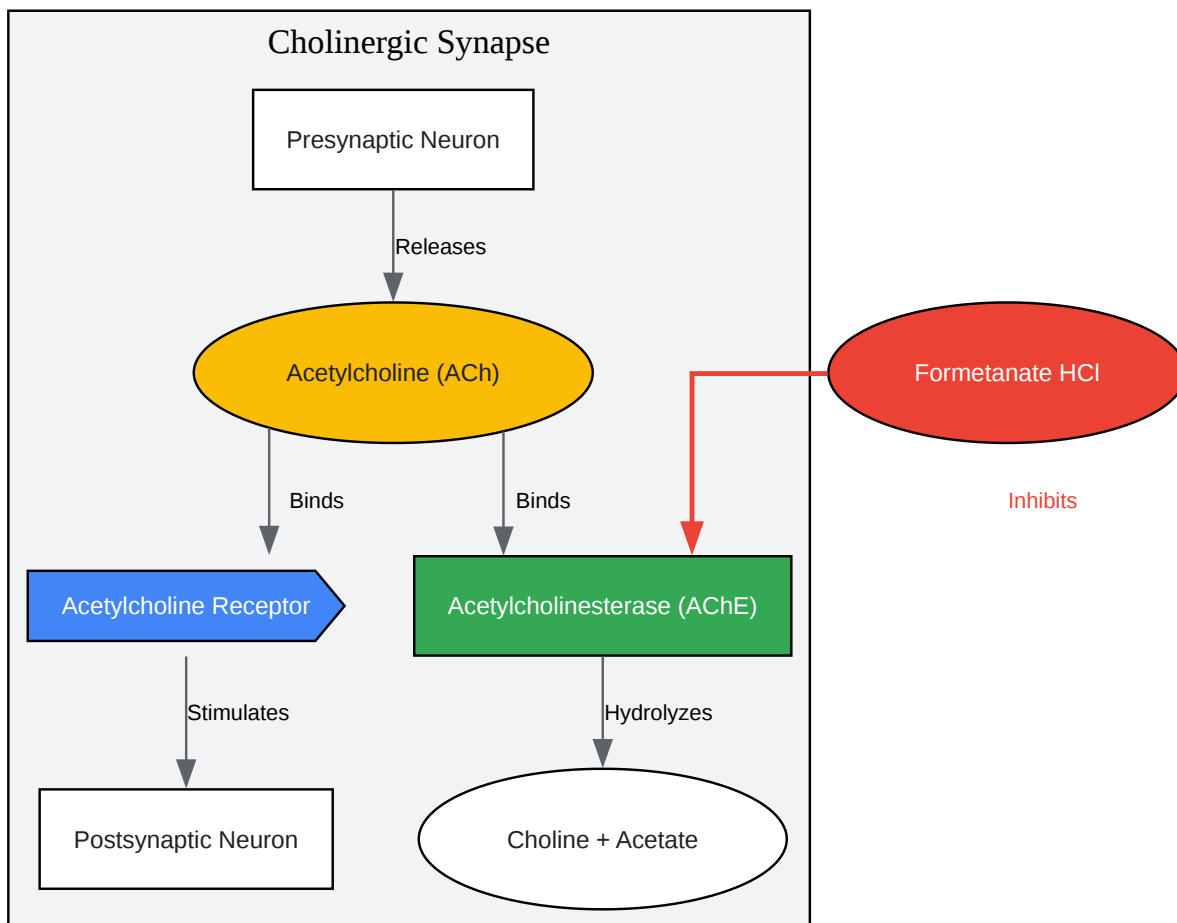 Cholinergic Synapse
Presynaptic Neuron
Releases
Acetylcholine (ACh)
Formetanate HCl
Binds
Binds
Inhibits
Acetylcholine Receptor
Acetylcholinesterase (AChE)
Stimulates
Hydrolyzes
Postsynaptic Neuron
Choline + Acetate